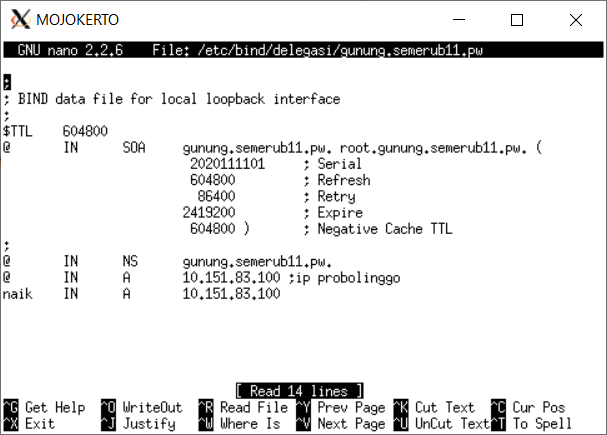 MOJOKERTO
GNU nano 2.2.6 File: /etc/bind/delegasi/gunung.semerub11.pw
;
; BIND data file for local loopback interface
;
$TTL 604800
@ IN SOA gunung.semerub11.pw. root.gunung.semerub11.pw. (
2020111101 ; Serial
604800 ; Refresh
86400 ; Retry
2419200 ; Expire
604800 ) ; Negative Cache TTL
;
@ IN NS gunung.semerub11.pw.
@ IN A 10.151.83.100 ;ip probolinggo
naik IN A 10.151.83.100
[ Read 14 lines ]
^G Get Help ^O WriteOut ^R Read File ^Y Prev Page ^K Cut Text ^C Cur Pos
^X Exit ^J Justify ^W Where Is ^V Next Page ^U UnCut Text ^T To Spell